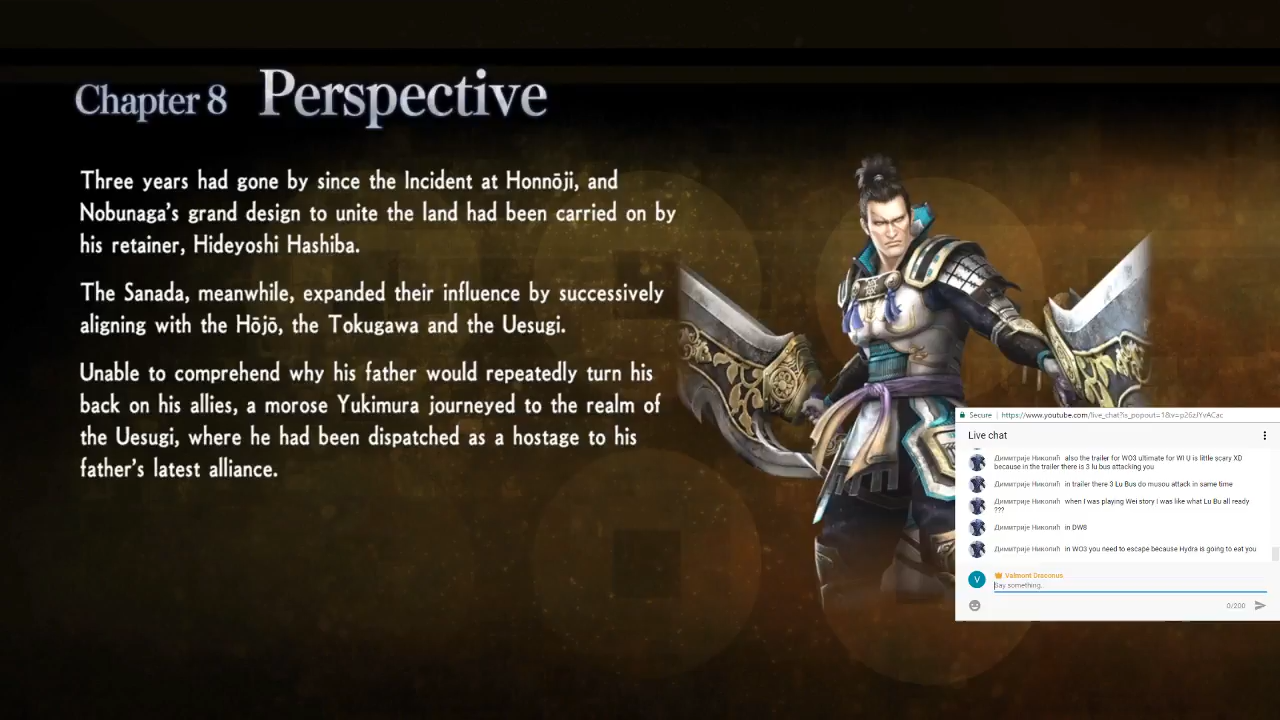 Chapter 8 Perspective
Three years had gone by since the Incident at Honnōji, and
Nobunaga's grand design to unite the land had been carried on by
his retainer, Hideyoshi Hashiba.
The Sanada, meanwhile, expanded their influence by successively
aligning with the Hōjō, the Tokugawa and the Uesugi.
Unable to comprehend why his father would repeatedly turn his
back on his allies, a morose Yukimura journeyed to the realm of
the Uesugi, where he had been dispatched as a hostage to his
father's latest alliance.
Secure https://www.youtube.com/live_chat?is_popout=1&v=p26zJYvACac
Live chat
Димитрије Николић also the trailer for WO3 ultimate for WI U is little scary XD
because in the trailer there is 3 lu bus attacking you
Димитрије Николић in trailer there 3 Lu Bus do musou attack in same time
Димитрије Николић when I was playing Wei story I was like what Lu Bu all ready
???
Димитрије Николић in DW8
Димитрије Николић in WO3 you need to escape because Hydra is going to eat you
V
Valmont Draconus
Say something...
0/200